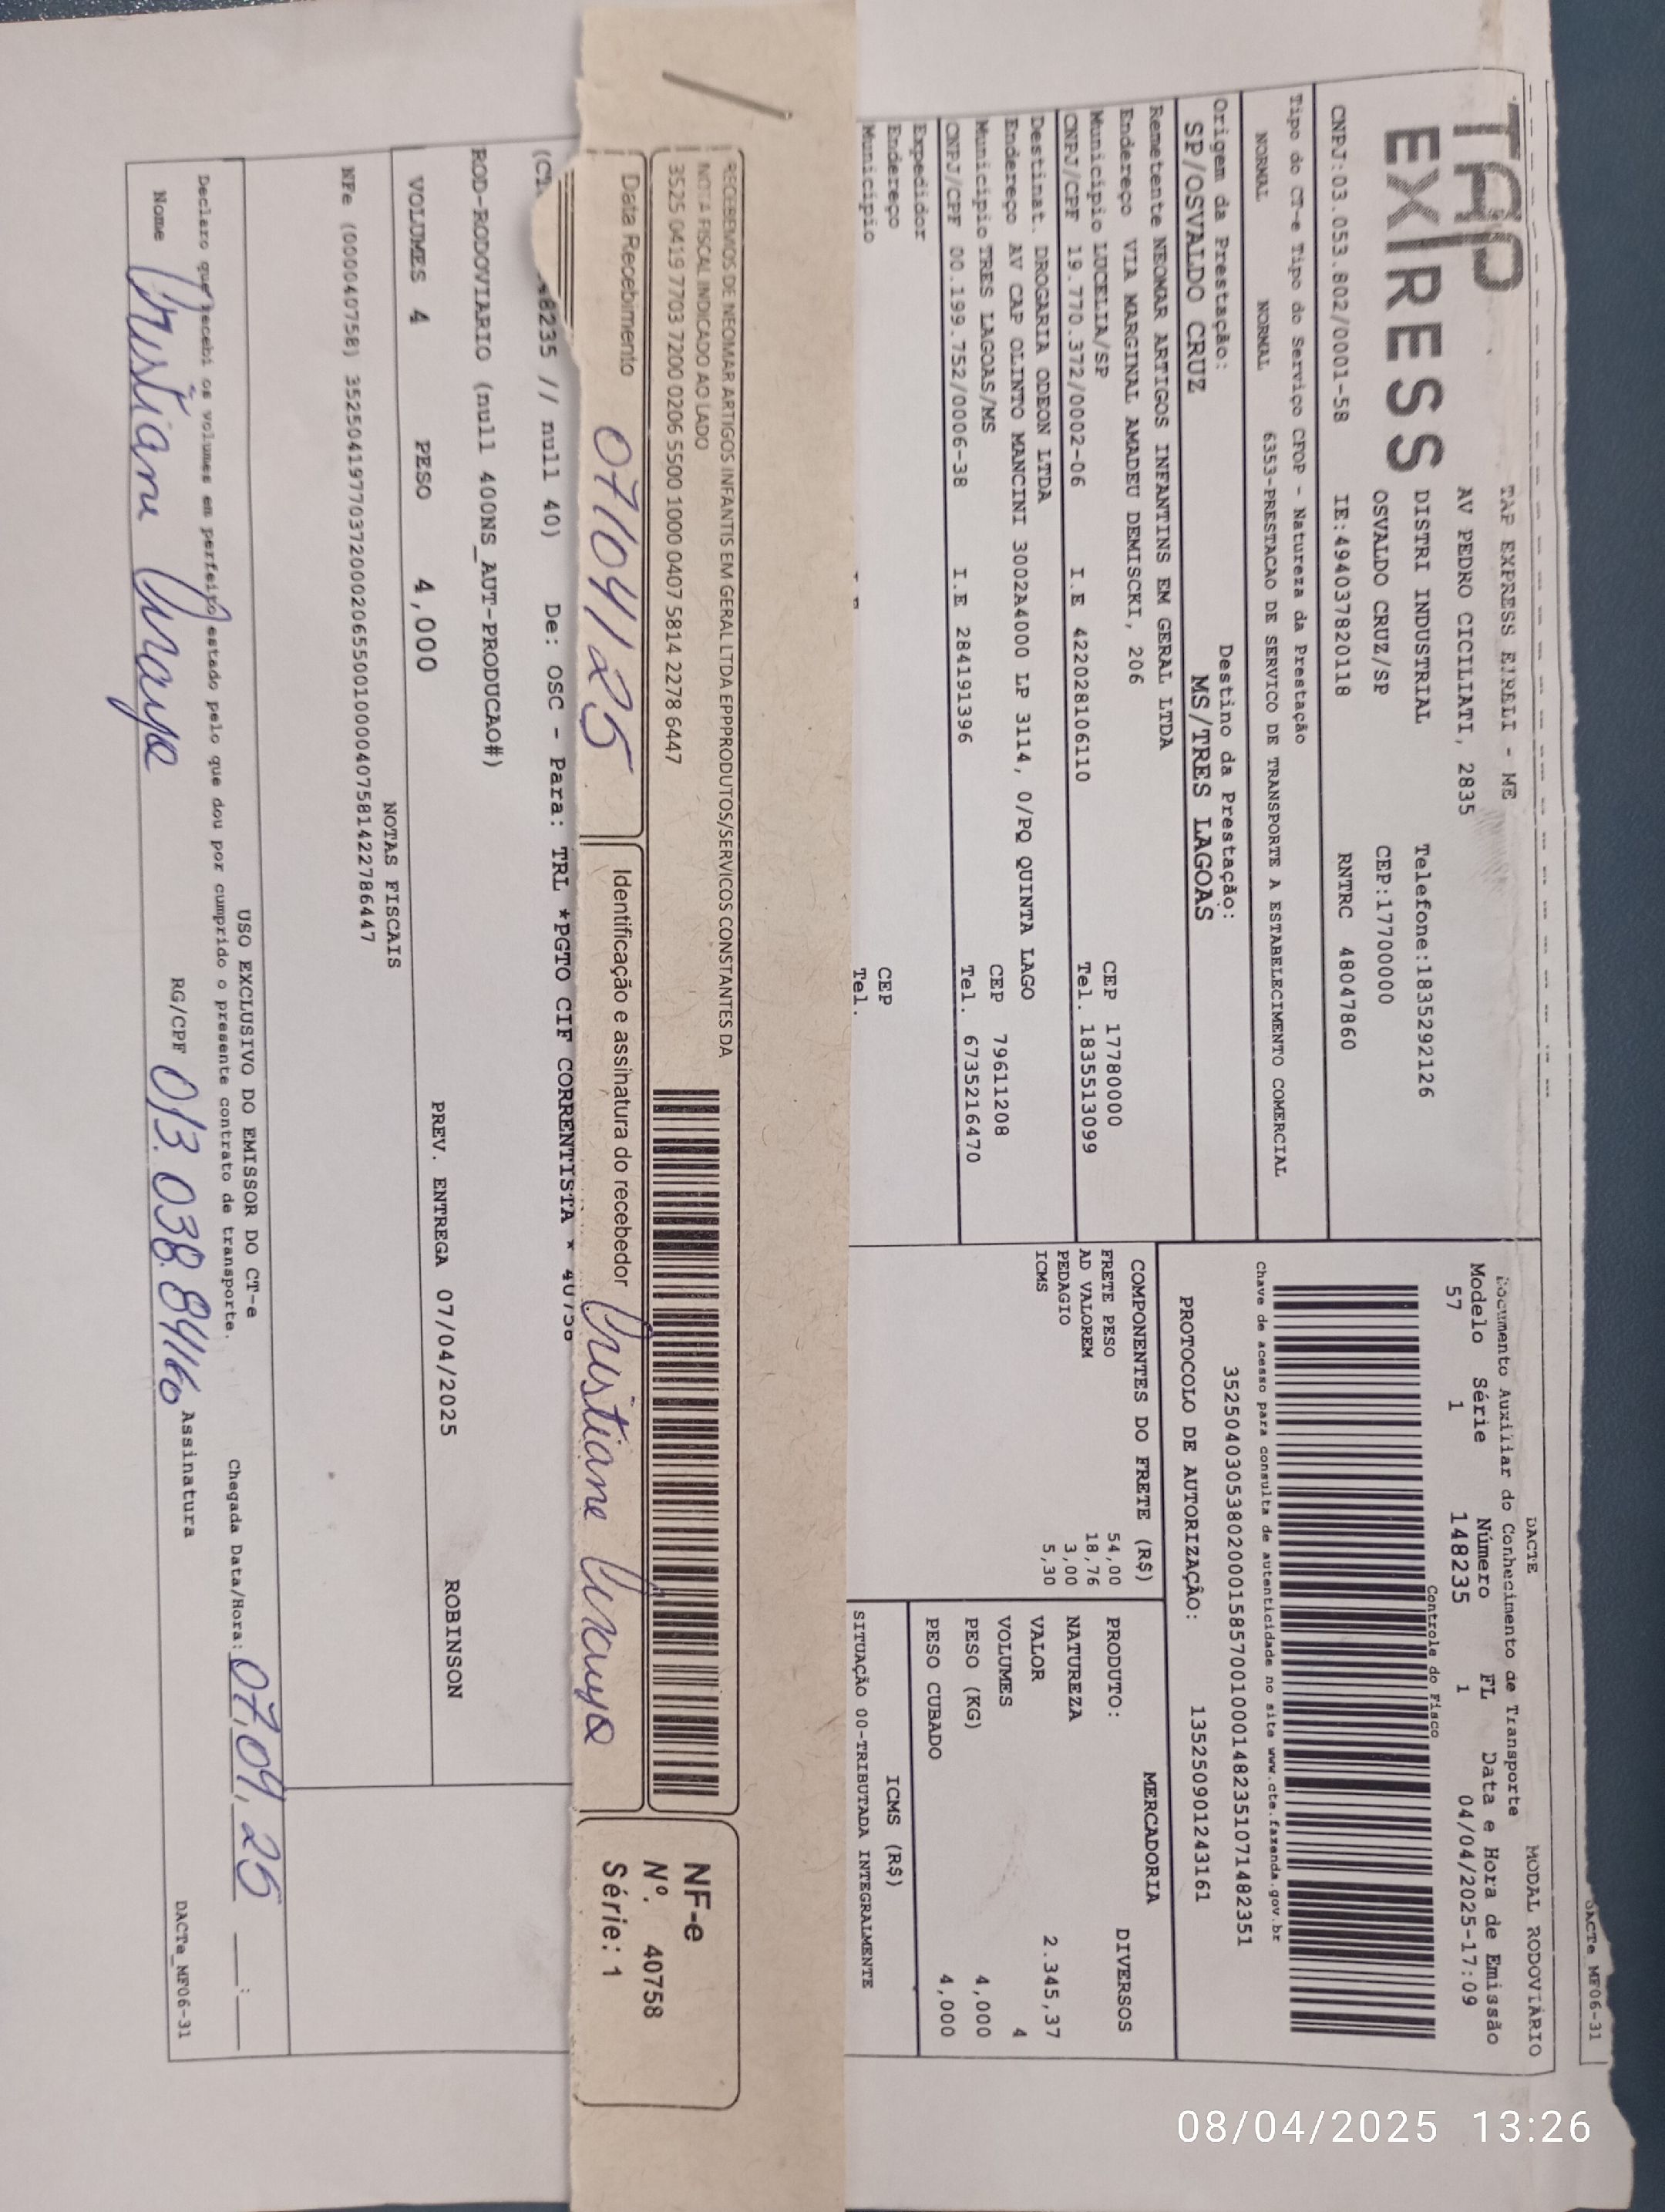 DACTe_MF06-31
TAP
EXPRESS
TAP EXPRESS EIRELI - ME
AV PEDRO CICILIATI, 2835
DISTRI INDUSTRIAL
Telefone:1835292126
OSVALDO CRUZ/SP
CEP:17700000
CNPJ:03.053.802/0001-58
IE:494037820118
RNTRC 48047860
DACTE
MODAL RODOVIÁRIO
Documento Auxiliar do Conhecimento de Transporte
Modelo Série Número FL Data e Hora de Emissão
57 1 148235 1 04/04/2025-17:09
Controle do Fisco
Tipo do CT-e Tipo do Serviço CFOP - Natureza da Prestação
NORMAL NORMAL 6353-PRESTACAO DE SERVICO DE TRANSPORTE A ESTABELECIMENTO COMERCIAL
Chave de acesso para consulta de autenticidade no site www.cte.fazenda.gov.br
35250403053802000158570010001482351071482351
Origem da Prestação:
Destino da Prestação:
SP/OSVALDO CRUZ
MS/TRES LAGOAS
PROTOCOLO DE AUTORIZAÇÃO: 135250901243161
Remetente NEOMAR ARTIGOS INFANTINS EM GERAL LTDA
Endereço VIA MARGINAL AMADEU DEMISCKI, 206
Município LUCELIA/SP
CEP 17780000
CNPJ/CPF 19.770.372/0002-06
I.E 422028106110
Tel. 1835513099
Destinat. DROGARIA ODEON LTDA
Endereço AV CAP OLINTO MANCINI 3002A4000 LP 3114, 0/PQ QUINTA LAGO
Município TRES LAGOAS/MS
CEP 79611208
CNPJ/CPF 00.199.752/0006-38
I.E 284191396
Tel. 6735216470
Expedidor
Endereço
CEP
Município
Tel.
COMPONENTES DO FRETE (R$)
FRETE PESO 54,00
AD VALOREM 18,76
PEDAGIO 3,00
ICMS 5,30
MERCADORIA
PRODUTO: DIVERSOS
NATUREZA
VALOR 2.345,37
VOLUMES 4
PESO (KG) 4,000
PESO CUBADO 4,000
ICMS (R$)
SITUAÇÃO 00-TRIBUTADA INTEGRALMENTE
RECEBEMOS DE NEOMAR ARTIGOS INFANTIS EM GERAL LTDA EPPPRODUTOS/SERVICOS CONSTANTES DA
NOTA FISCAL INDICADO AO LADO
3525 0419 7703 7200 0206 5500 1000 0407 5814 2278 6447
Data Recebimento 07/04/25
Identificação e assinatura do recebedor Cristiane
NF-e
Nº. 40758
Série: 1
8235 // null 40) De: OSC - Para: TRL *PGTO CIF CORRENTISTA * 40758
ROD-RODOVIARIO (null 400NS_AUT-PRODUCAO#)
VOLUMES 4 PESO 4,000 PREV. ENTREGA 07/04/2025 ROBINSON
NOTAS FISCAIS
NFe (000040758) 35250419770372000206550010000407581422786447
USO EXCLUSIVO DO EMISSOR DO CT-e
Declaro que recebi os volumes em perfeito estado pelo que dou por cumprido o presente contrato de transporte.
Chegada Data/Hora: 07,04,25 __:__
Nome Cristiane
RG/CPF 013.038.84160
Assinatura
DACTe_MF06-31
08/04/2025 13:26